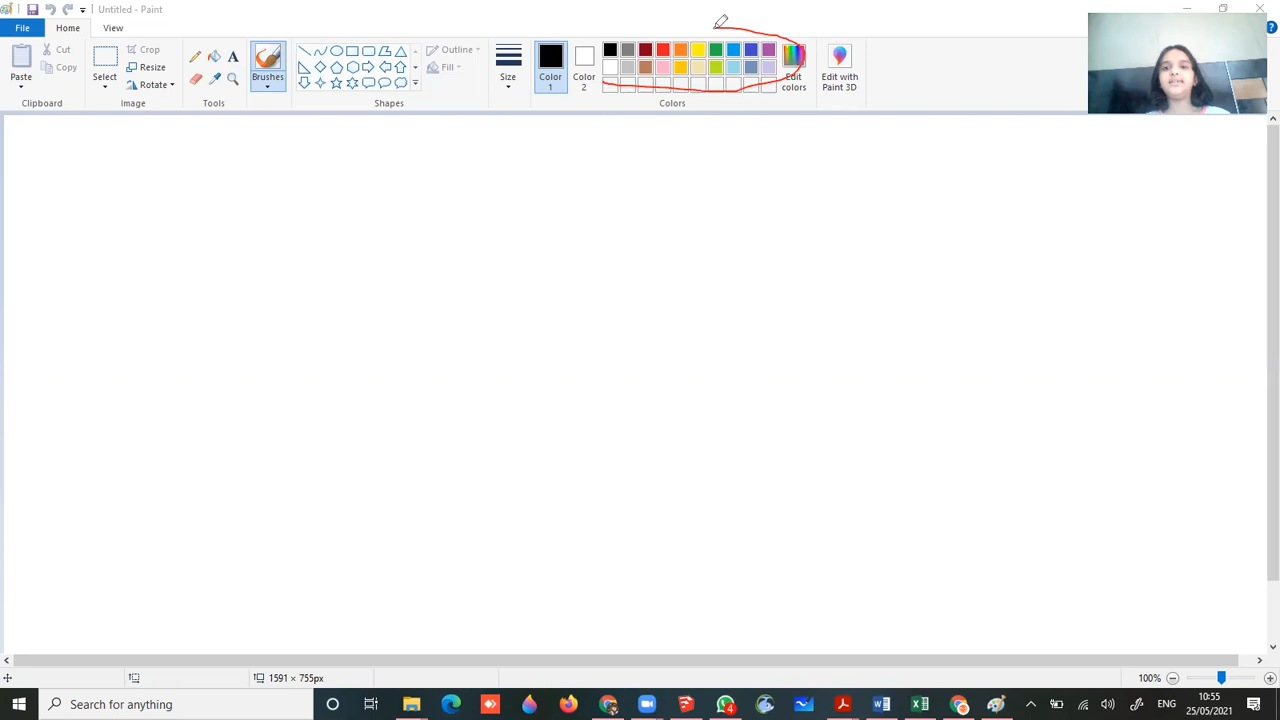 Untitled - Paint
File Home View
Paste
Cut
Copy
Clipboard
Select
Crop
Resize
Rotate
Image
Tools
Brushes
Shapes
Outline
Fill
Size
Color
1
Color
2
Colors
Edit
colors
Edit with
Paint 3D
1591 × 755px
100%
Search for anything
4
ENG
10:55
25/05/2021